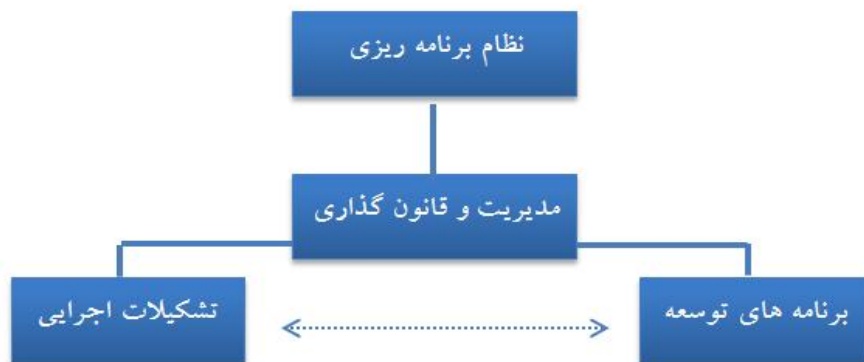 نظام برنامه ریزی
مدیریت و قانون گذاری
برنامه های توسعه
تشکیلات اجرایی